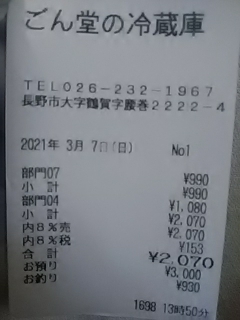 ごん堂の冷蔵庫
TEL026-232-1967
長野市大字鶴賀字腰巻2222-4
2021年 3月 7日(日) No1
部門07 ¥990
小 計 ¥990
部門04 ¥1,080
小 計 ¥2,070
内8%売 ¥2,070
内8%税 ¥153
合 計 ¥2,070
お預り ¥3,000
お釣り ¥930
1698 13時50分